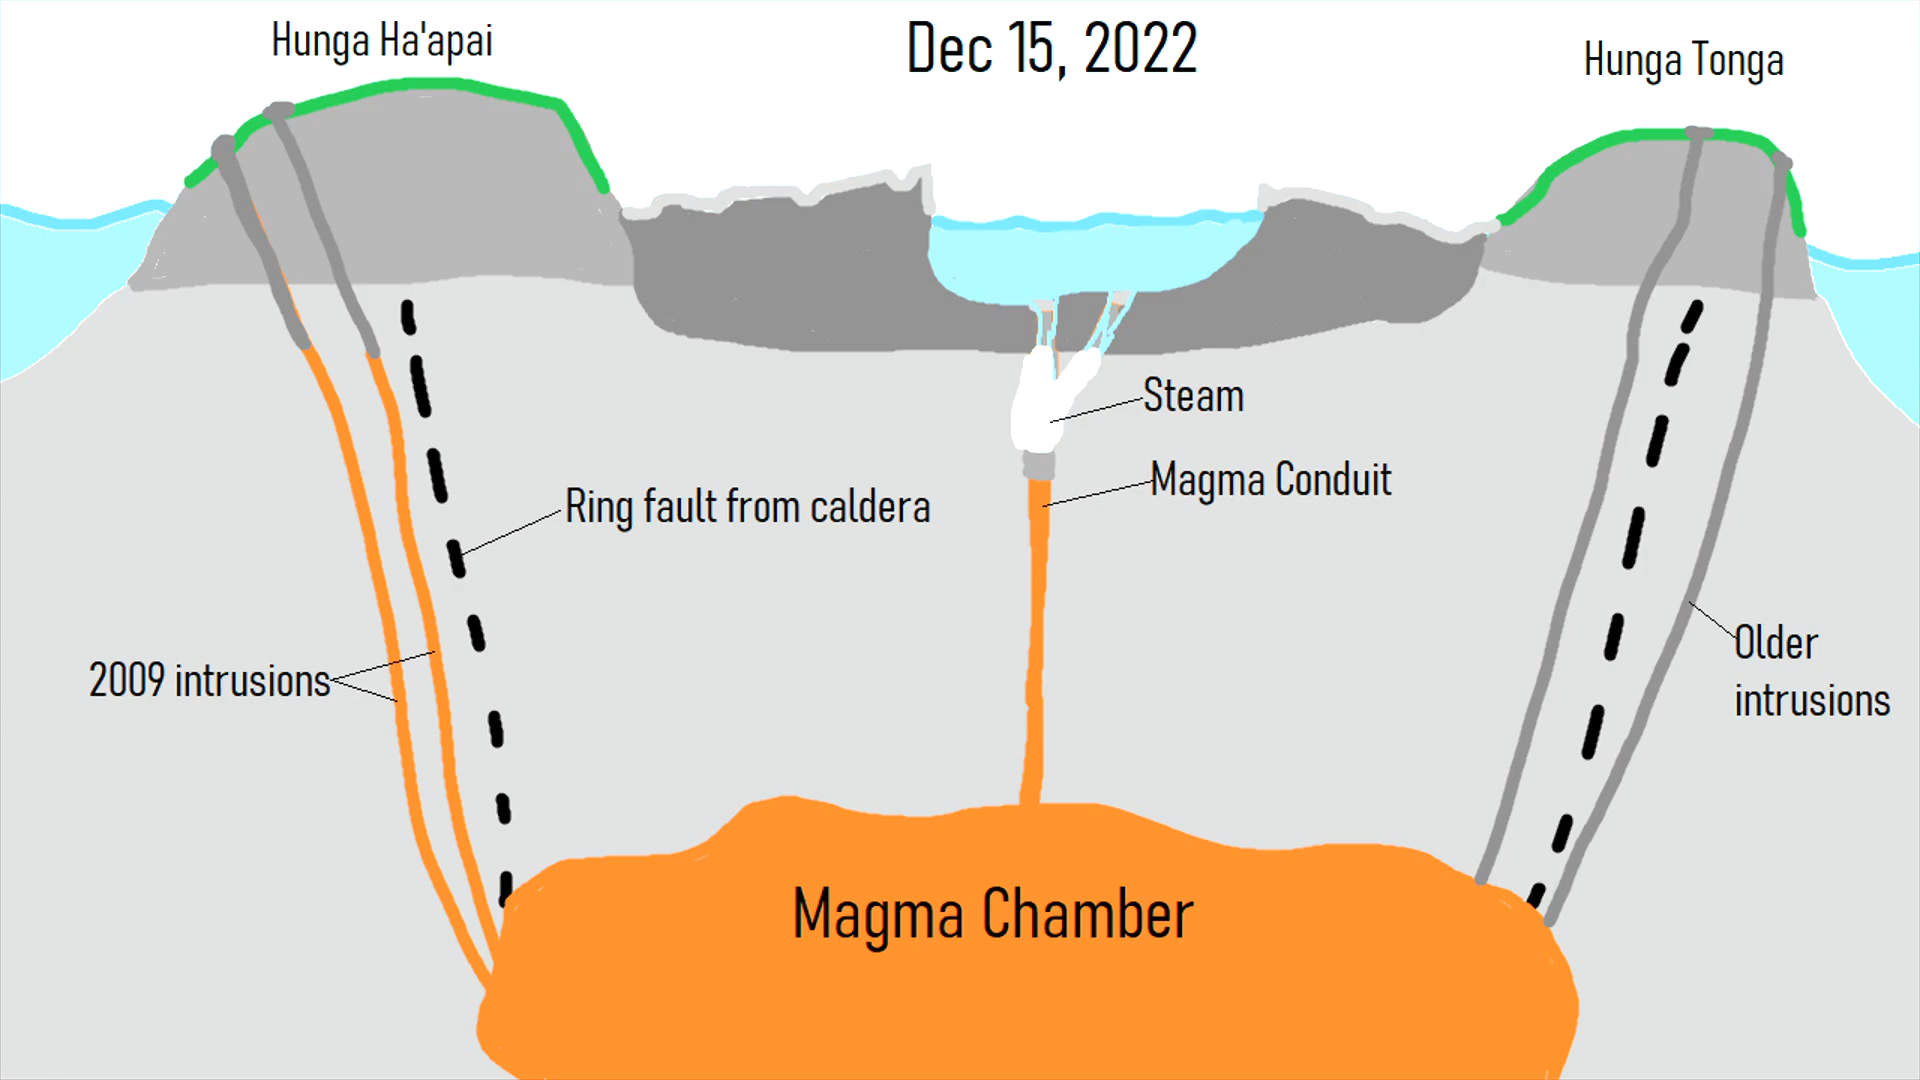 Hunga Ha'apai
Dec 15, 2022
Hunga Tonga
Steam
Magma Conduit
Ring fault from caldera
2009 intrusions
Older
intrusions
Magma Chamber